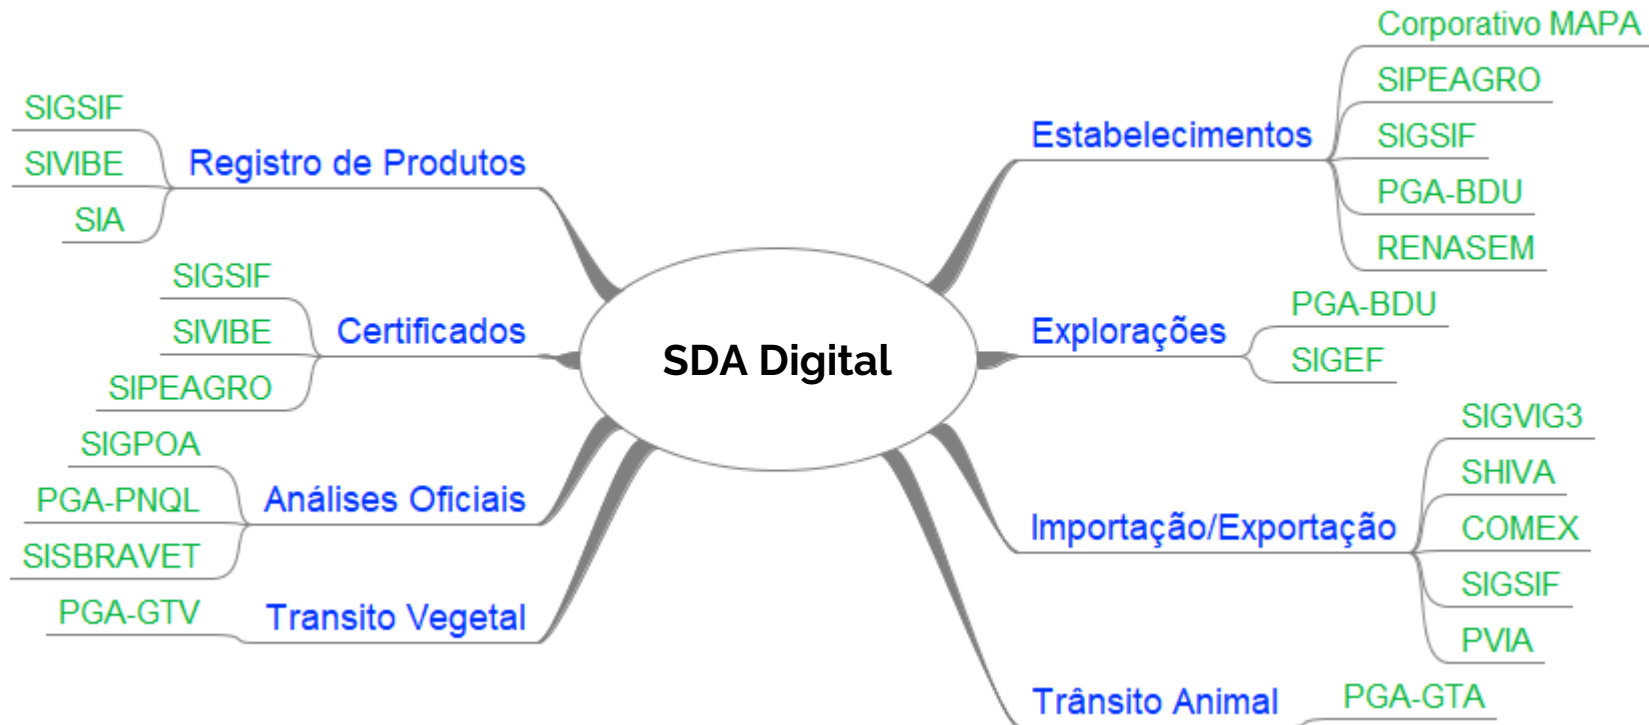 SDA Digital
Registro de Produtos
SIGSIF
SIVIBE
SIA
Certificados
SIGSIF
SIVIBE
SIPEAGRO
Análises Oficiais
SIGPOA
PGA-PNQL
SISBRAVET
Transito Vegetal
PGA-GTV
Estabelecimentos
Corporativo MAPA
SIPEAGRO
SIGSIF
PGA-BDU
RENASEM
Explorações
PGA-BDU
SIGEF
Importação/Exportação
SIGVIG3
SHIVA
COMEX
SIGSIF
PVIA
Trânsito Animal
PGA-GTA